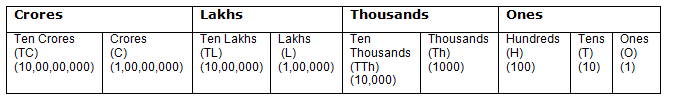 Crores Lakhs Thousands Ones
Ten Crores Crores Ten Lakhs Lakhs Ten Thousands Hundreds Tens Ones
(TC) (C) (TL) (L) Thousands (Th) (H) (T) (O)
(10,00,00,000) (1,00,00,000) (10,00,000) (1,00,000) (TTh) (1000) (100) (10) (1)
(10,000)